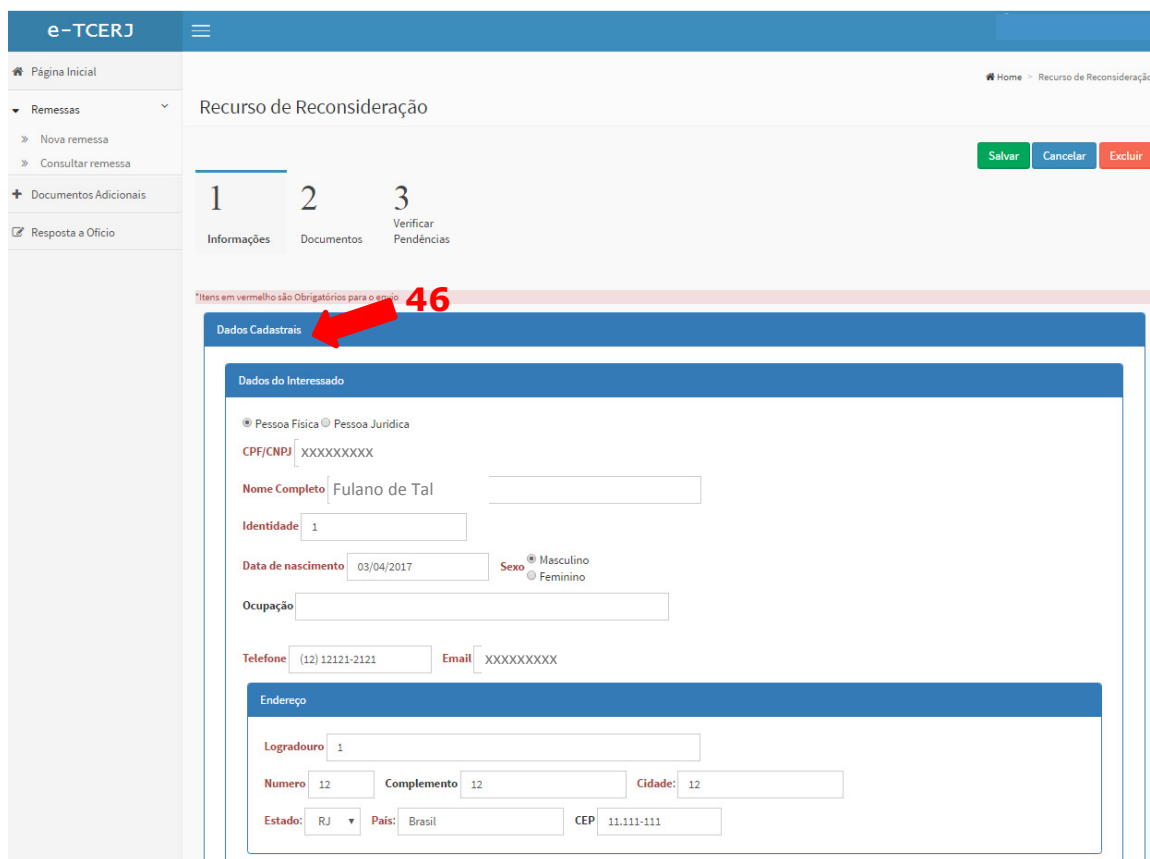 e-TCERJ
Página Inicial
Home > Recurso de Reconsideração
Remessas
Recurso de Reconsideração
» Nova remessa
» Consultar remessa
Salvar Cancelar Excluir
Documentos Adicionais
Resposta a Ofício
1 Informações
2 Documentos
3 Verificar
Pendências
*Itens em vermelho são Obrigatórios para o envio
46
Dados Cadastrais
Dados do Interessado
Pessoa Física Pessoa Jurídica
CPF/CNPJ XXXXXXXXX
Nome Completo Fulano de Tal
Identidade 1
Data de nascimento 03/04/2017 Sexo Masculino
Feminino
Ocupação
Telefone (12) 12121-2121 Email XXXXXXXXX
Endereço
Logradouro 1
Numero 12 Complemento 12 Cidade: 12
Estado: RJ País: Brasil CEP 11.111-111